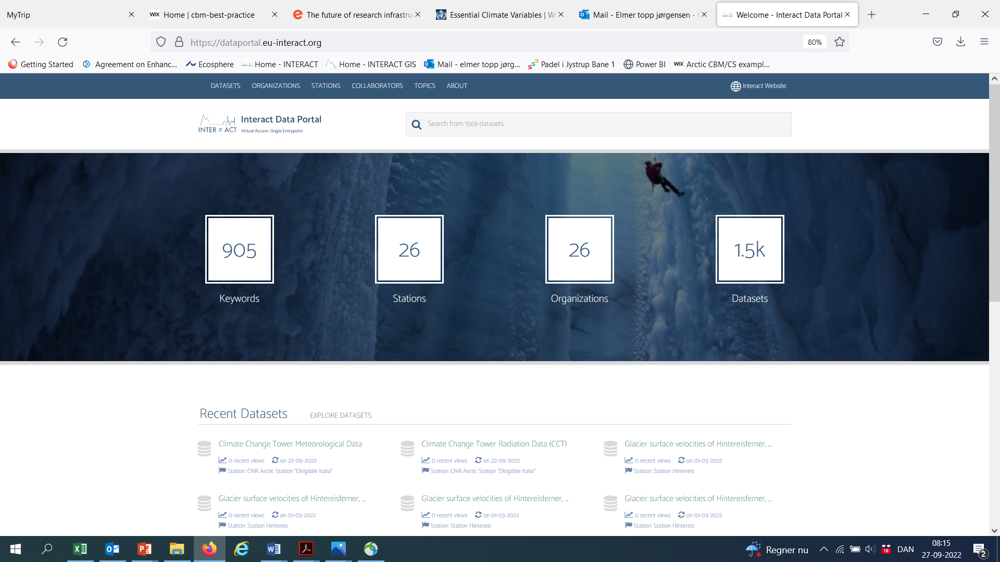 MyTrip
WIX Home | cbm-best-practice
The future of research infrastruc
Essential Climate Variables | Wo
Mail - Elmer topp jørgensen - O
Welcome - Interact Data Portal
https://dataportal.eu-interact.org
80%
Getting Started
Agreement on Enhanc...
Ecosphere
Home - INTERACT
Home - INTERACT GIS
Mail - elmer topp jørg...
Padel i Jystrup Bane 1
Power BI
WIX Arctic CBM/CS exampl...
DATASETS ORGANIZATIONS STATIONS COLLABORATORS TOPICS ABOUT
Interact Website
INTER ⇄ ACT
Interact Data Portal
Virtual Access Single Entrypoint
Search from 1569 datasets
905 26 26 1.5k
Keywords Stations Organizations Datasets
Recent Datasets EXPLORE DATASETS
Climate Change Tower Meteorological Data
0 recent views on 22-09-2022
Station: CNR Arctic Station "Dirigibile Italia"
Climate Change Tower Radiation Data (CCT)
0 recent views on 22-09-2022
Station: CNR Arctic Station "Dirigibile Italia"
Glacier surface velocities of Hintereisferner, ...
0 recent views on 01-03-2022
Station: Station Hintereis
Glacier surface velocities of Hintereisferner, ...
0 recent views on 01-03-2022
Station: Station Hintereis
Glacier surface velocities of Hintereisferner, ...
0 recent views on 01-03-2022
Station: Station Hintereis
Glacier surface velocities of Hintereisferner, ...
0 recent views on 01-03-2022
Station: Station Hintereis
Regner nu
10
DAN
08:15
27-09-2022
2